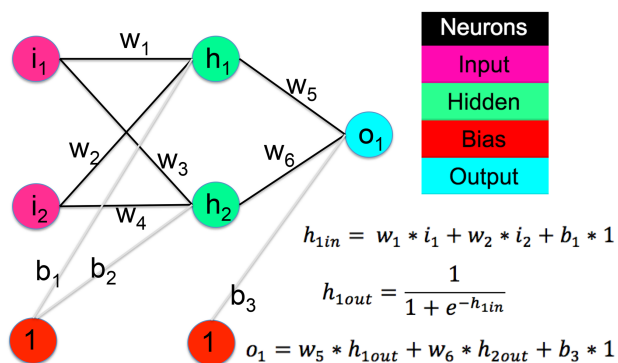 i₁
w₁
h₁
w₅
w₂
w₃
w₆
o₁
i₂
w₄
h₂
b₁
b₂
b₃
1
1
Neurons
Input
Hidden
Bias
Output
h₁ᵢₙ = w₁ * i₁ + w₂ * i₂ + b₁ * 1
h₁ₒᵤₜ = 1 / (1 + e^(-h₁ᵢₙ))
o₁ = w₅ * h₁ₒᵤₜ + w₆ * h₂ₒᵤₜ + b₃ * 1